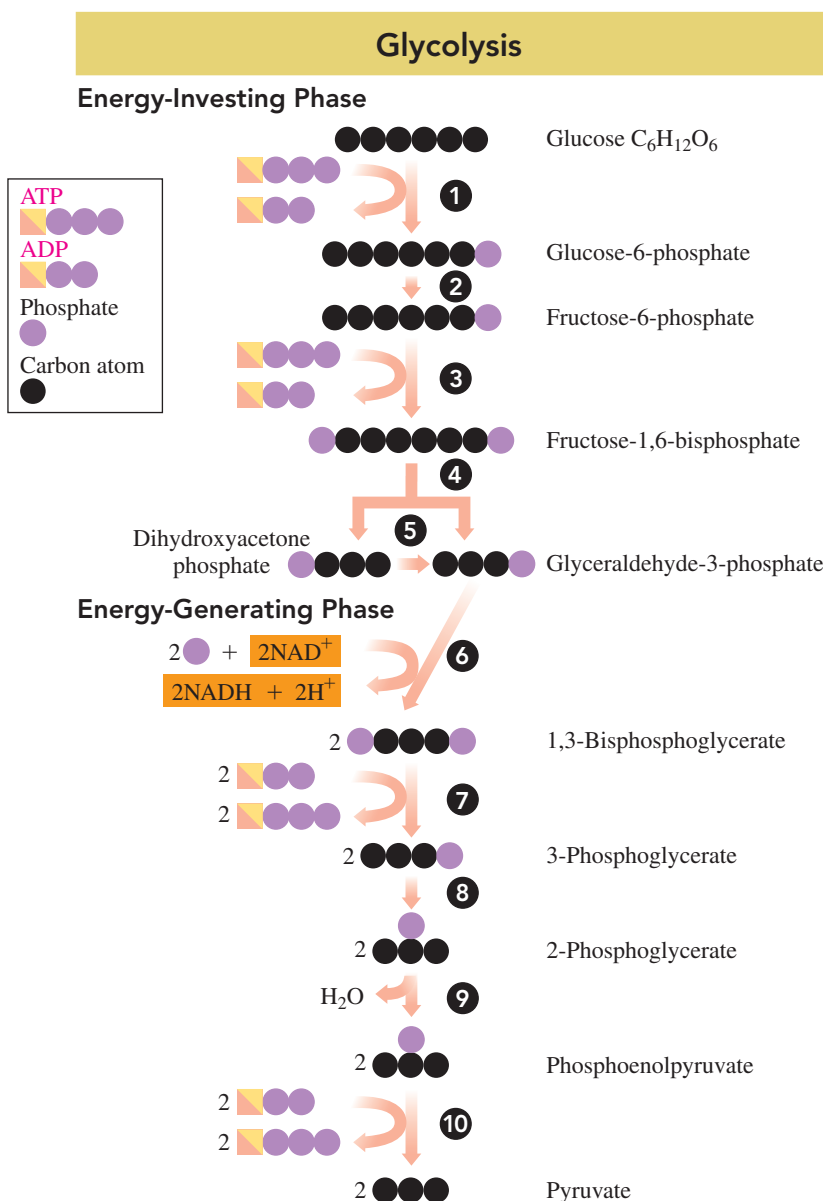 Glycolysis
Energy-Investing Phase
Glucose C₆H₁₂O₆
1
ATP
ADP
Phosphate
Carbon atom
Glucose-6-phosphate
2
Fructose-6-phosphate
3
Fructose-1,6-bisphosphate
4
5
Dihydroxyacetone
phosphate
Glyceraldehyde-3-phosphate
Energy-Generating Phase
2 + 2NAD⁺
6
2NADH + 2H⁺
2
1,3-Bisphosphoglycerate
2
7
2
2
3-Phosphoglycerate
8
2
2-Phosphoglycerate
H₂O
9
2
Phosphoenolpyruvate
2
10
2
2
Pyruvate